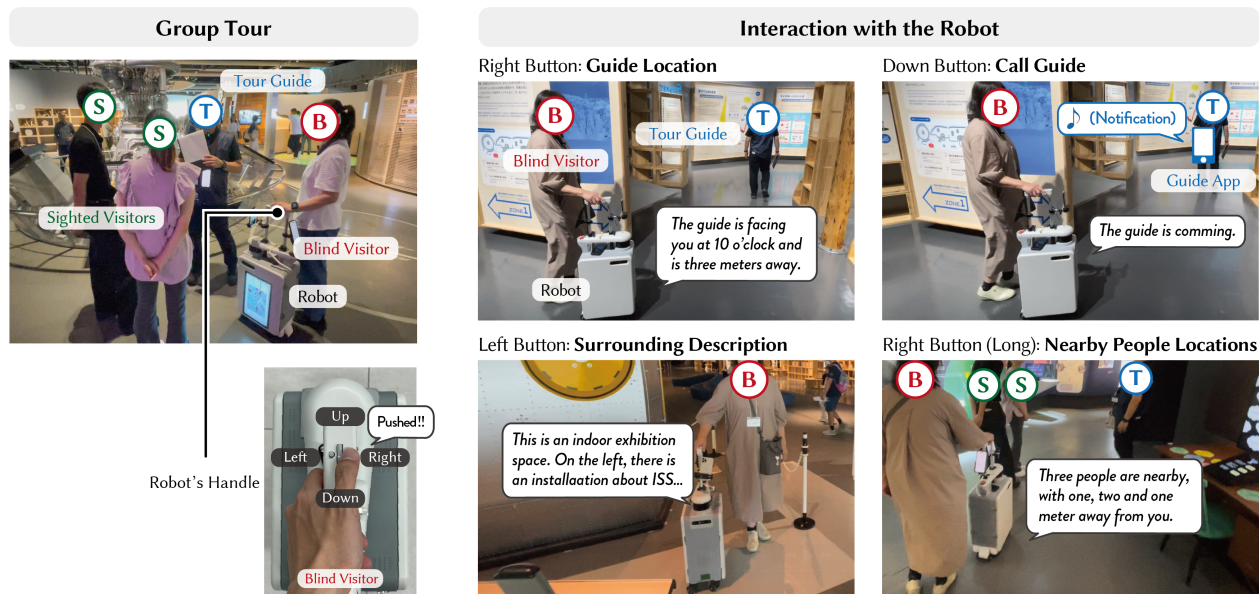 Group Tour
Tour Guide
S
S
T
B
Sighted Visitors
Blind Visitor
Robot
Up
Pushed!!
Left
Right
Down
Robot's Handle
Blind Visitor
Interaction with the Robot
Right Button: Guide Location
B
T
Tour Guide
Blind Visitor
ZONE1
The guide is facing
you at 10 o'clock and
is three meters away.
Robot
Down Button: Call Guide
B
T
(Notification)
Guide App
ZONE1
The guide is comming.
Left Button: Surrounding Description
B
This is an indoor exhibition
space. On the left, there is
an installaation about ISS...
Right Button (Long): Nearby People Locations
B
S
S
T
Three people are nearby,
with one, two and one
meter away from you.